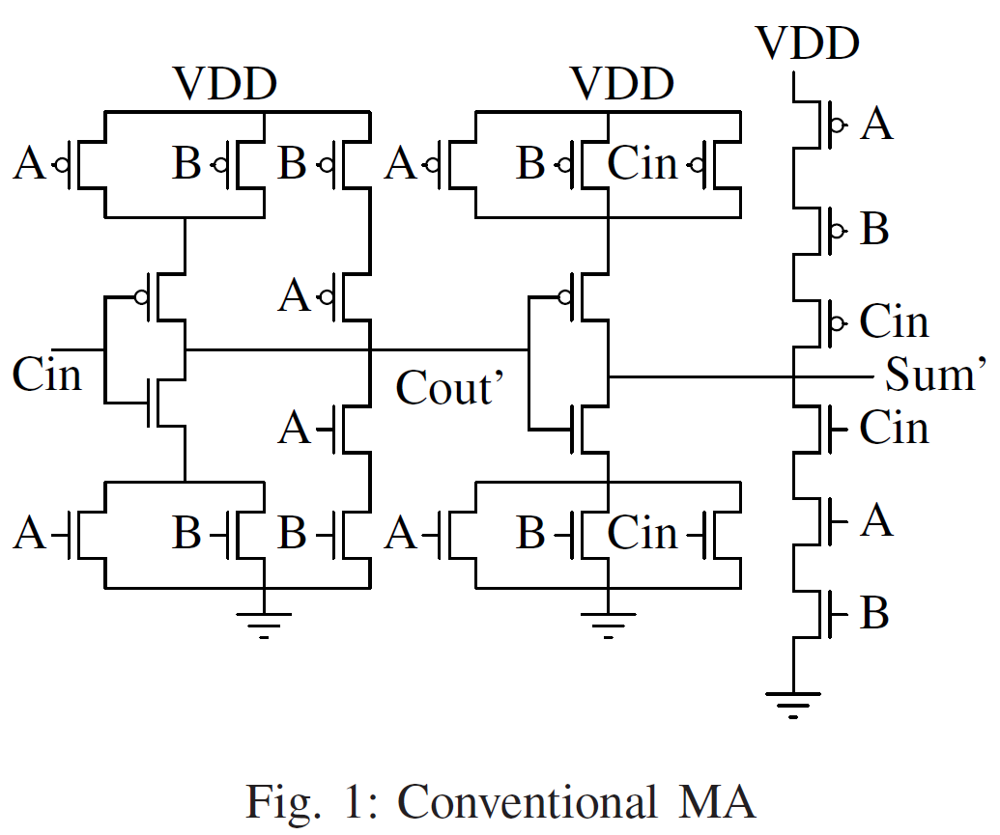 VDD
VDD VDD
A B B A B Cin A
B
A Cin
Cin Cout' Sum'
A Cin
A B B A B Cin A
B
Fig. 1: Conventional MA